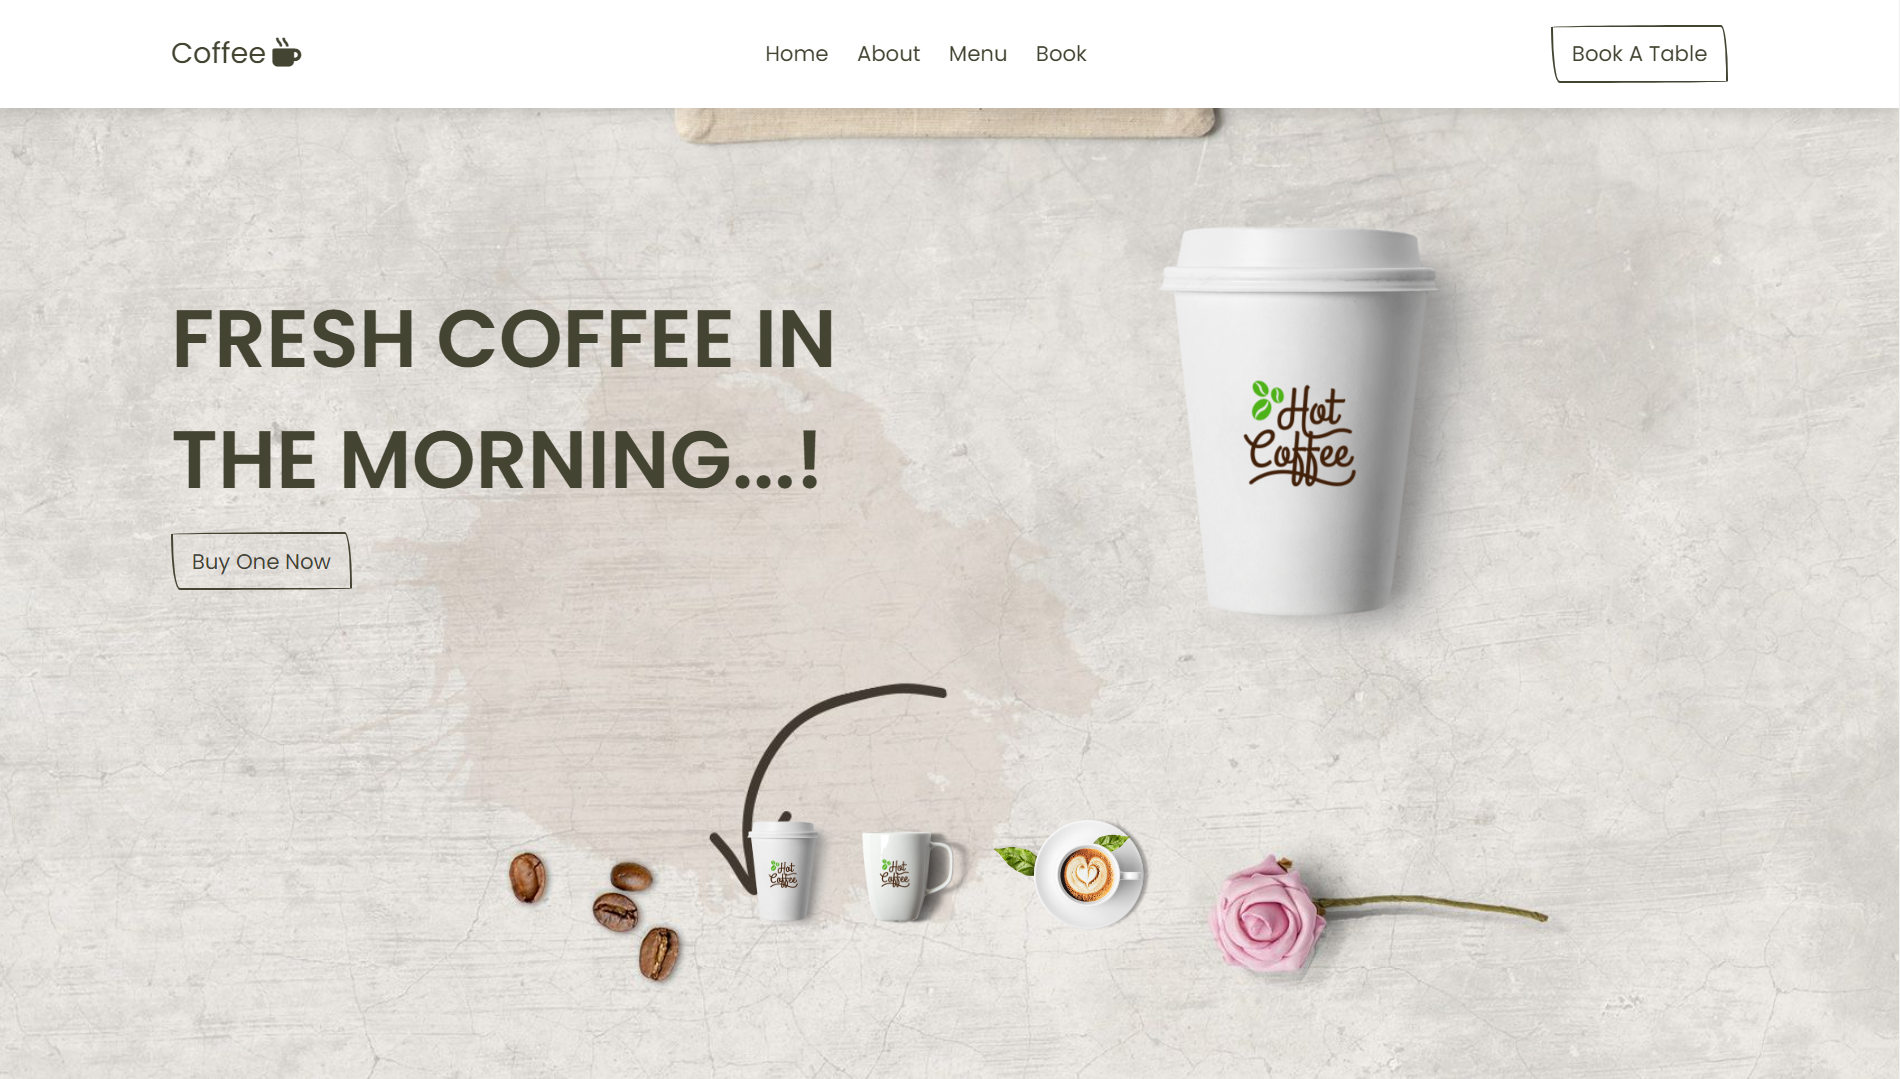 Coffee
Home About Menu Book
Book A Table
FRESH COFFEE IN
THE MORNING...!
Buy One Now
Hot
Coffee
Hot
Coffee
Hot
Coffee